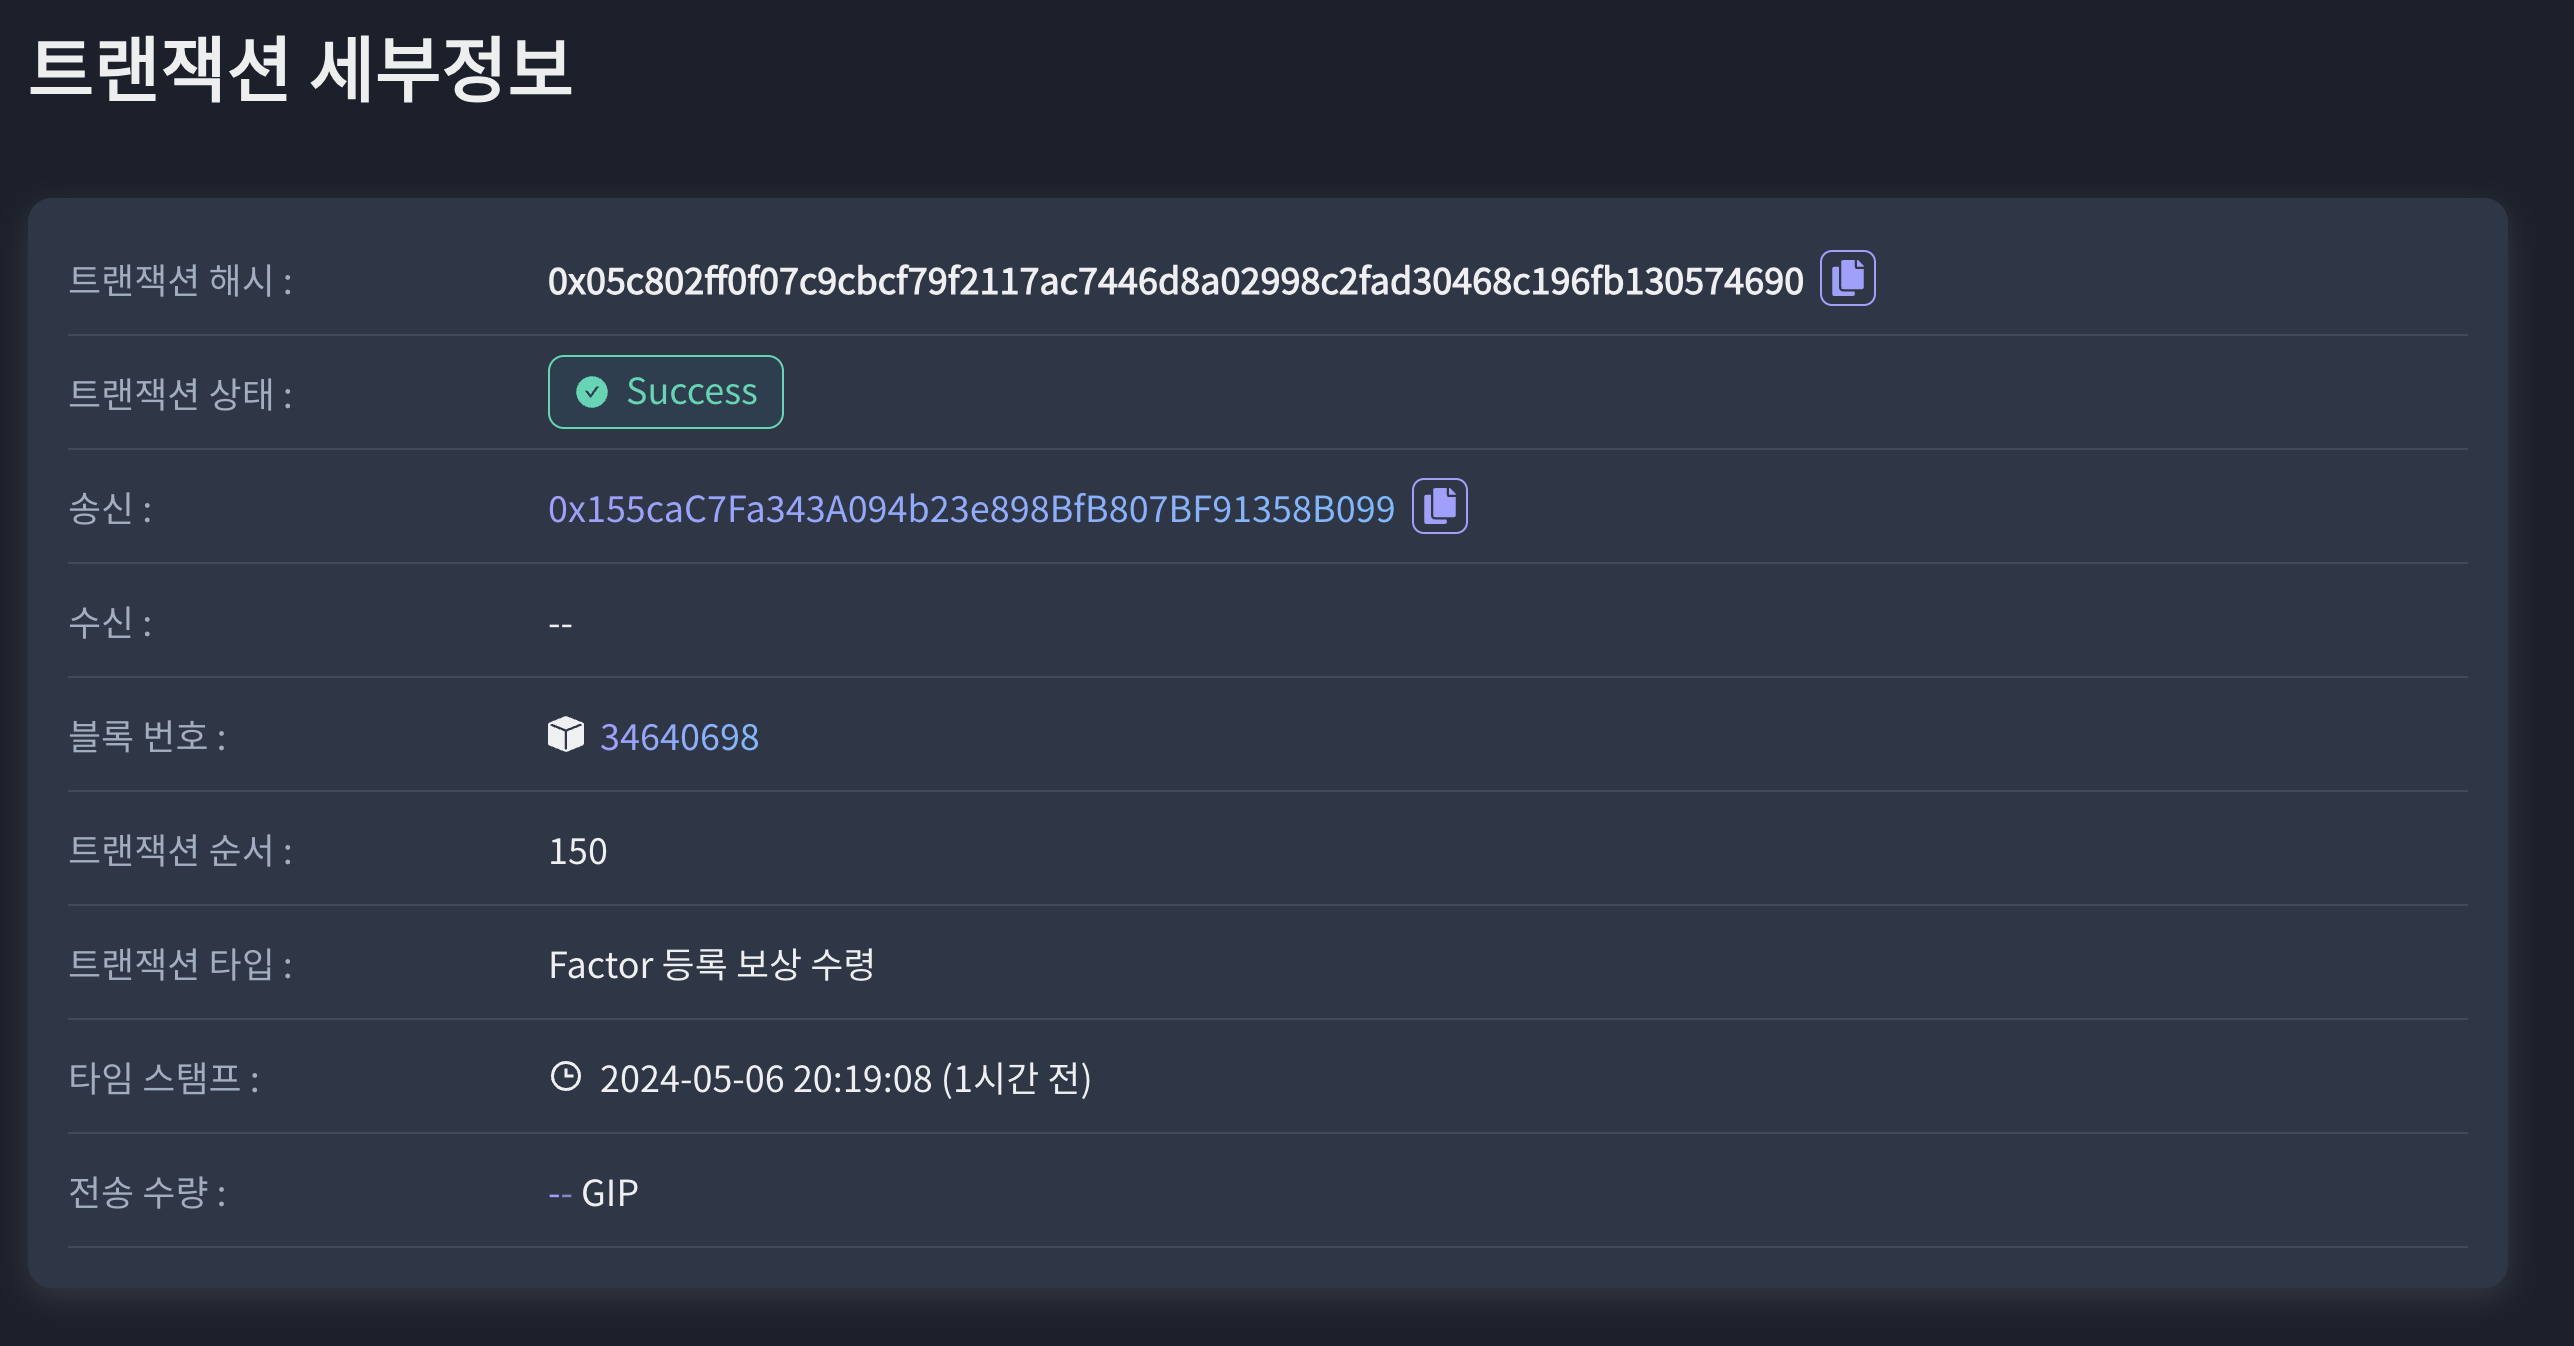 트랜잭션 세부정보
트랜잭션 해시 : 0x05c802ff0f07c9cbcf79f2117ac7446d8a02998c2fad30468c196fb130574690
트랜잭션 상태 : Success
송신 : 0x155caC7Fa343A094b23e898BfB807BF91358B099
수신 : --
블록 번호 : 34640698
트랜잭션 순서 : 150
트랜잭션 타입 : Factor 등록 보상 수령
타임 스탬프 : 2024-05-06 20:19:08 (1시간 전)
전송 수량 : -- GIP